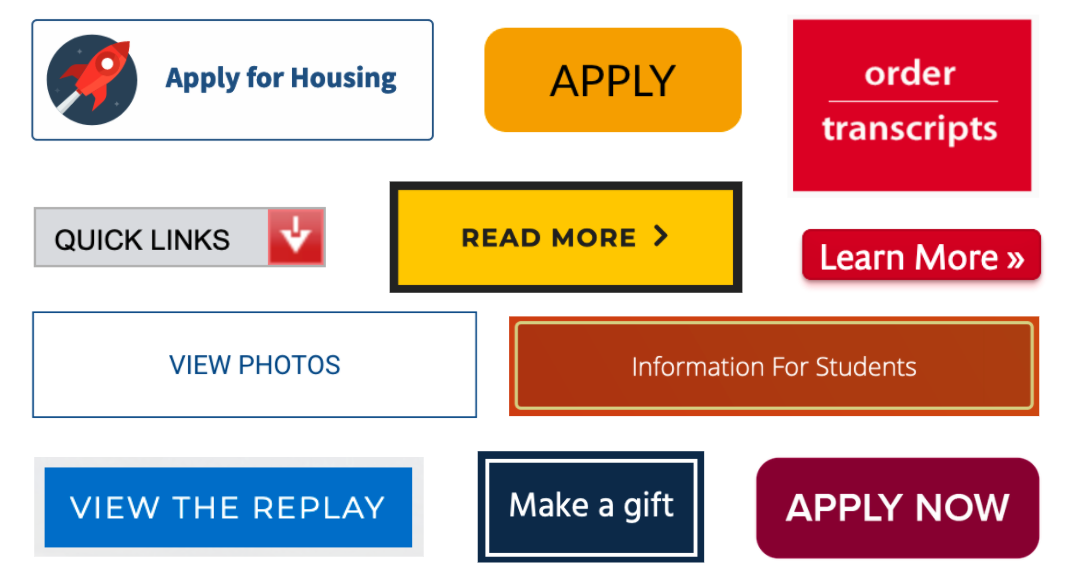 Apply for Housing
APPLY
order
transcripts
QUICK LINKS
READ MORE >
Learn More »
VIEW PHOTOS
Information For Students
VIEW THE REPLAY
Make a gift
APPLY NOW